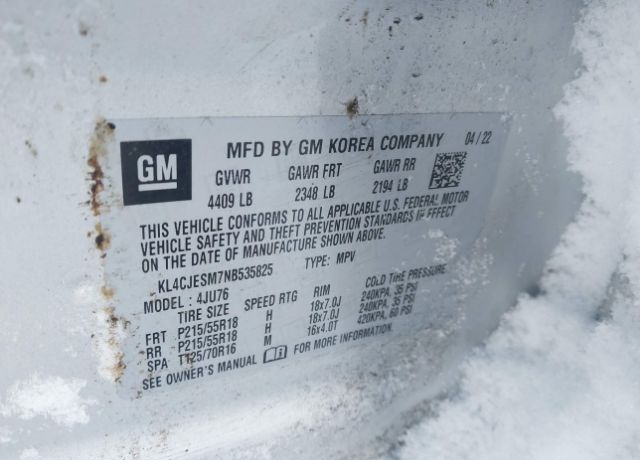 GM
MFD BY GM KOREA COMPANY 04/22
GVWR GAWR FRT GAWR RR
4409 LB 2348 LB 2194 LB
THIS VEHICLE CONFORMS TO ALL APPLICABLE U.S. FEDERAL MOTOR
VEHICLE SAFETY AND THEFT PREVENTION STANDARDS IN EFFECT
ON THE DATE OF MANUFACTURE SHOWN ABOVE.
KL4CJESM7NB535825 TYPE: MPV
MODEL: 4JU76
TIRE SIZE SPEED RTG RIM COLD TIRE PRESSURE
FRT P215/55R18 H 18x7.0J 240KPA, 35 PSI
RR P215/55R18 H 18x7.0J 240KPA, 35 PSI
SPA T125/70R16 M 16x4.0T 420KPA, 60 PSI
SEE OWNER'S MANUAL FOR MORE INFORMATION.